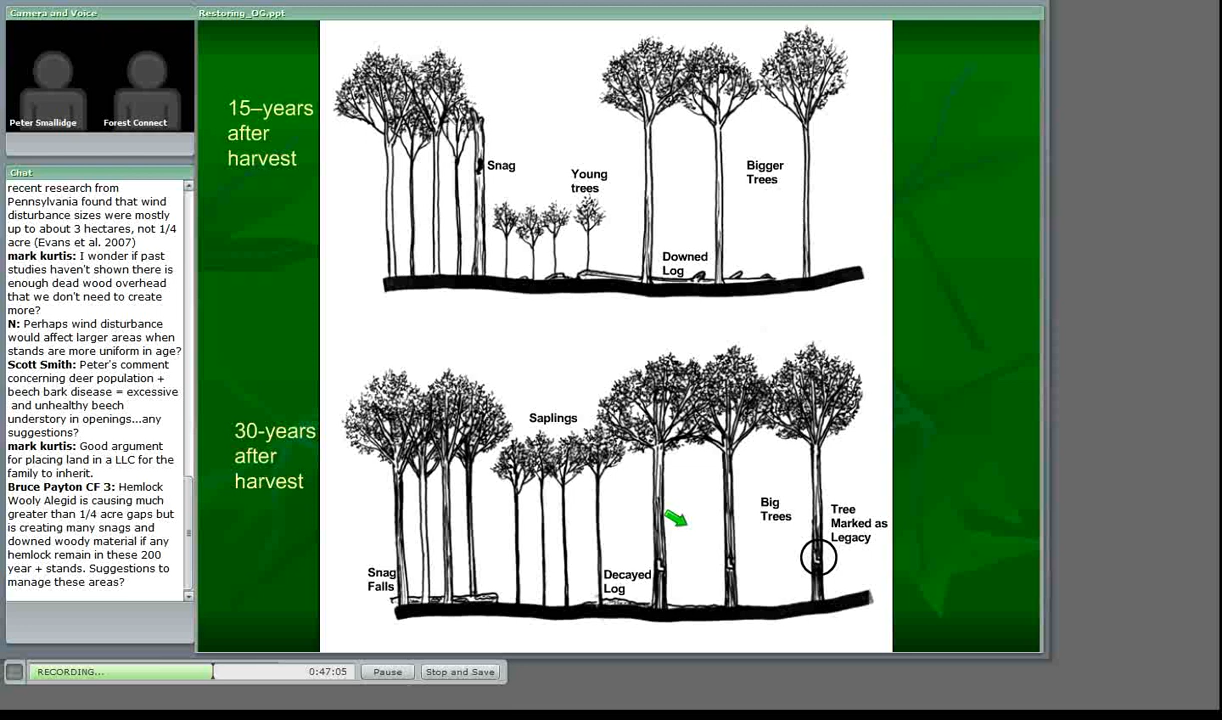 Camera and Voice
Peter Smallidge
Forest Connect
Chat
recent research from
Pennsylvania found that wind
disturbance sizes were mostly
up to about 3 hectares, not 1/4
acre (Evans et al. 2007)
mark kurtis: I wonder if past
studies haven't shown there is
enough dead wood overhead
that we don't need to create
more?
N: Perhaps wind disturbance
would affect larger areas when
stands are more uniform in age?
Scott Smith: Peter's comment
concerning deer population +
beech bark disease = excessive
and unhealthy beech
understory in openings...any
suggestions?
mark kurtis: Good argument
for placing land in a LLC for the
family to inherit.
Bruce Payton CF 3: Hemlock
Wooly Alegid is causing much
greater than 1/4 acre gaps but
is creating many snags and
downed woody material if any
hemlock remain in these 200
year + stands. Suggestions to
manage these areas?
Restoring_OG.ppt
15–years
after
harvest
Snag
Young
trees
Bigger
Trees
Downed
Log
30-years
after
harvest
Saplings
Big
Trees
Tree
Marked as
Legacy
Snag
Falls
Decayed
Log
RECORDING...
0:47:05
Pause
Stop and Save